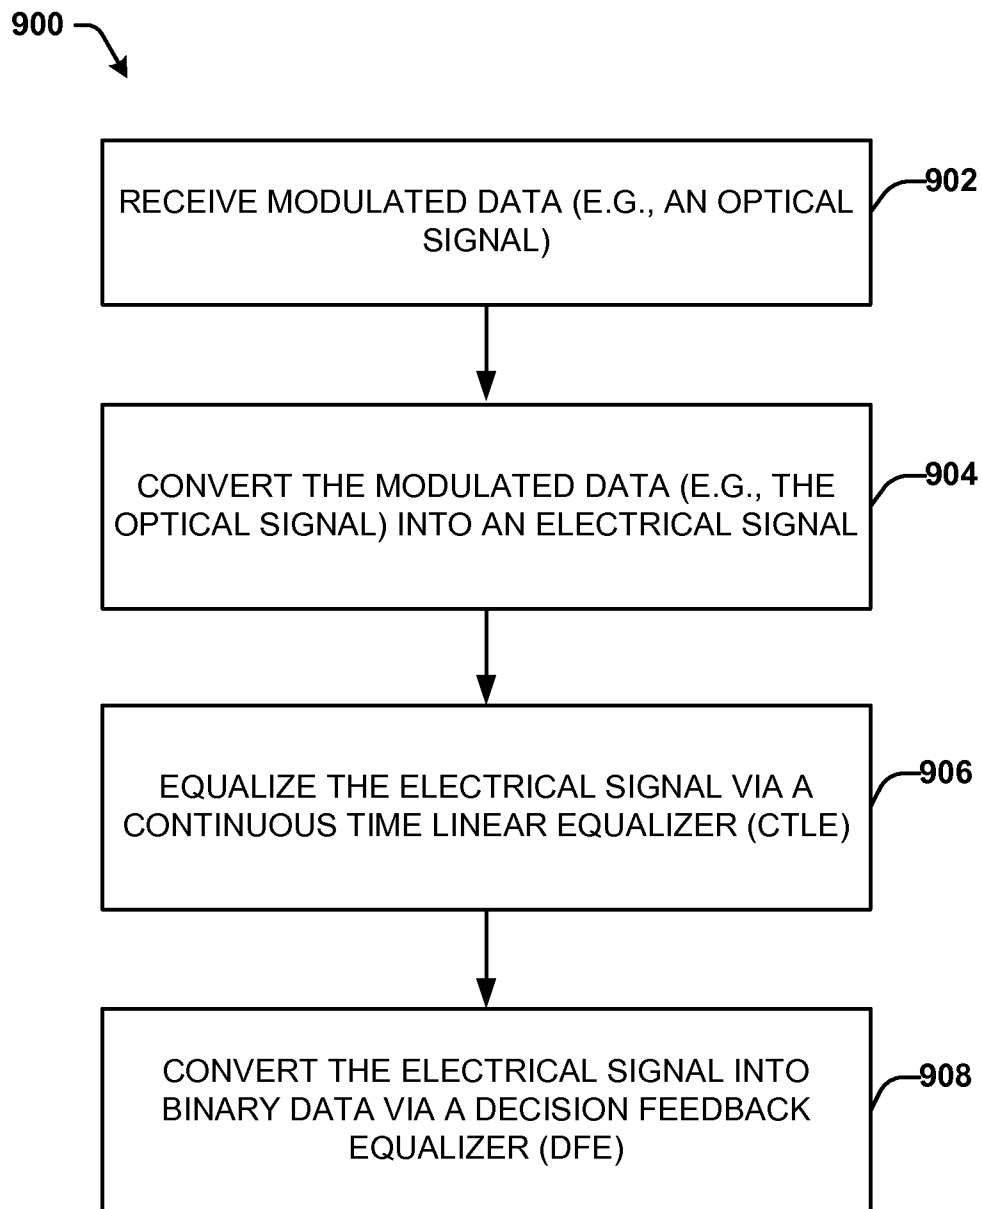 900
RECEIVE MODULATED DATA (E.G., AN OPTICAL
SIGNAL)
902
CONVERT THE MODULATED DATA (E.G., THE
OPTICAL SIGNAL) INTO AN ELECTRICAL SIGNAL
904
EQUALIZE THE ELECTRICAL SIGNAL VIA A
CONTINUOUS TIME LINEAR EQUALIZER (CTLE)
906
CONVERT THE ELECTRICAL SIGNAL INTO
BINARY DATA VIA A DECISION FEEDBACK
EQUALIZER (DFE)
908